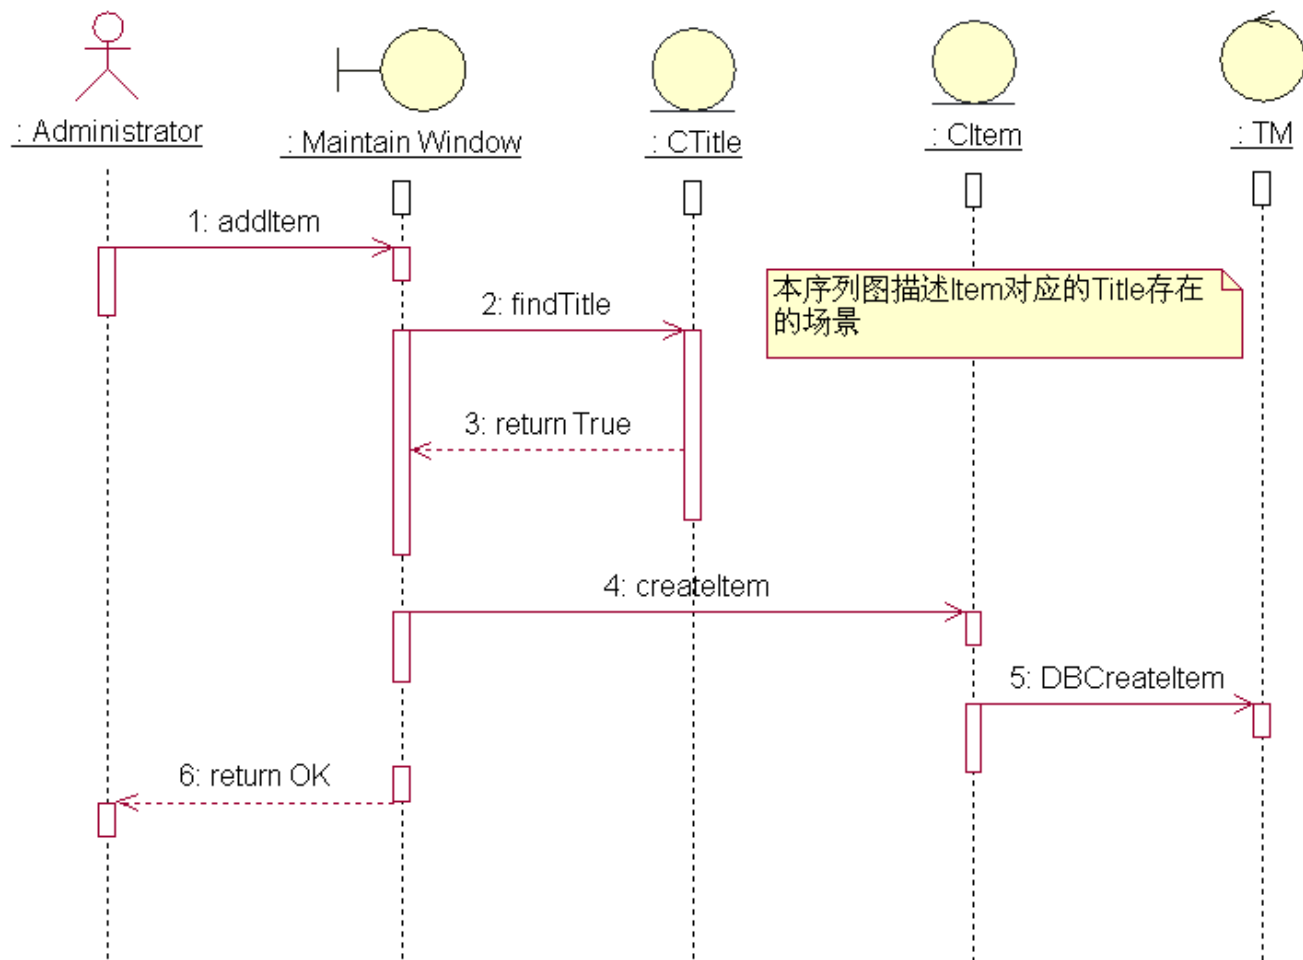 : Administrator
: Maintain Window
: CTitle
: CItem
: TM
1: addItem
2: findTitle
本序列图描述Item对应的Title存在
的场景
3: return True
4: createItem
5: DBCreateItem
6: return OK